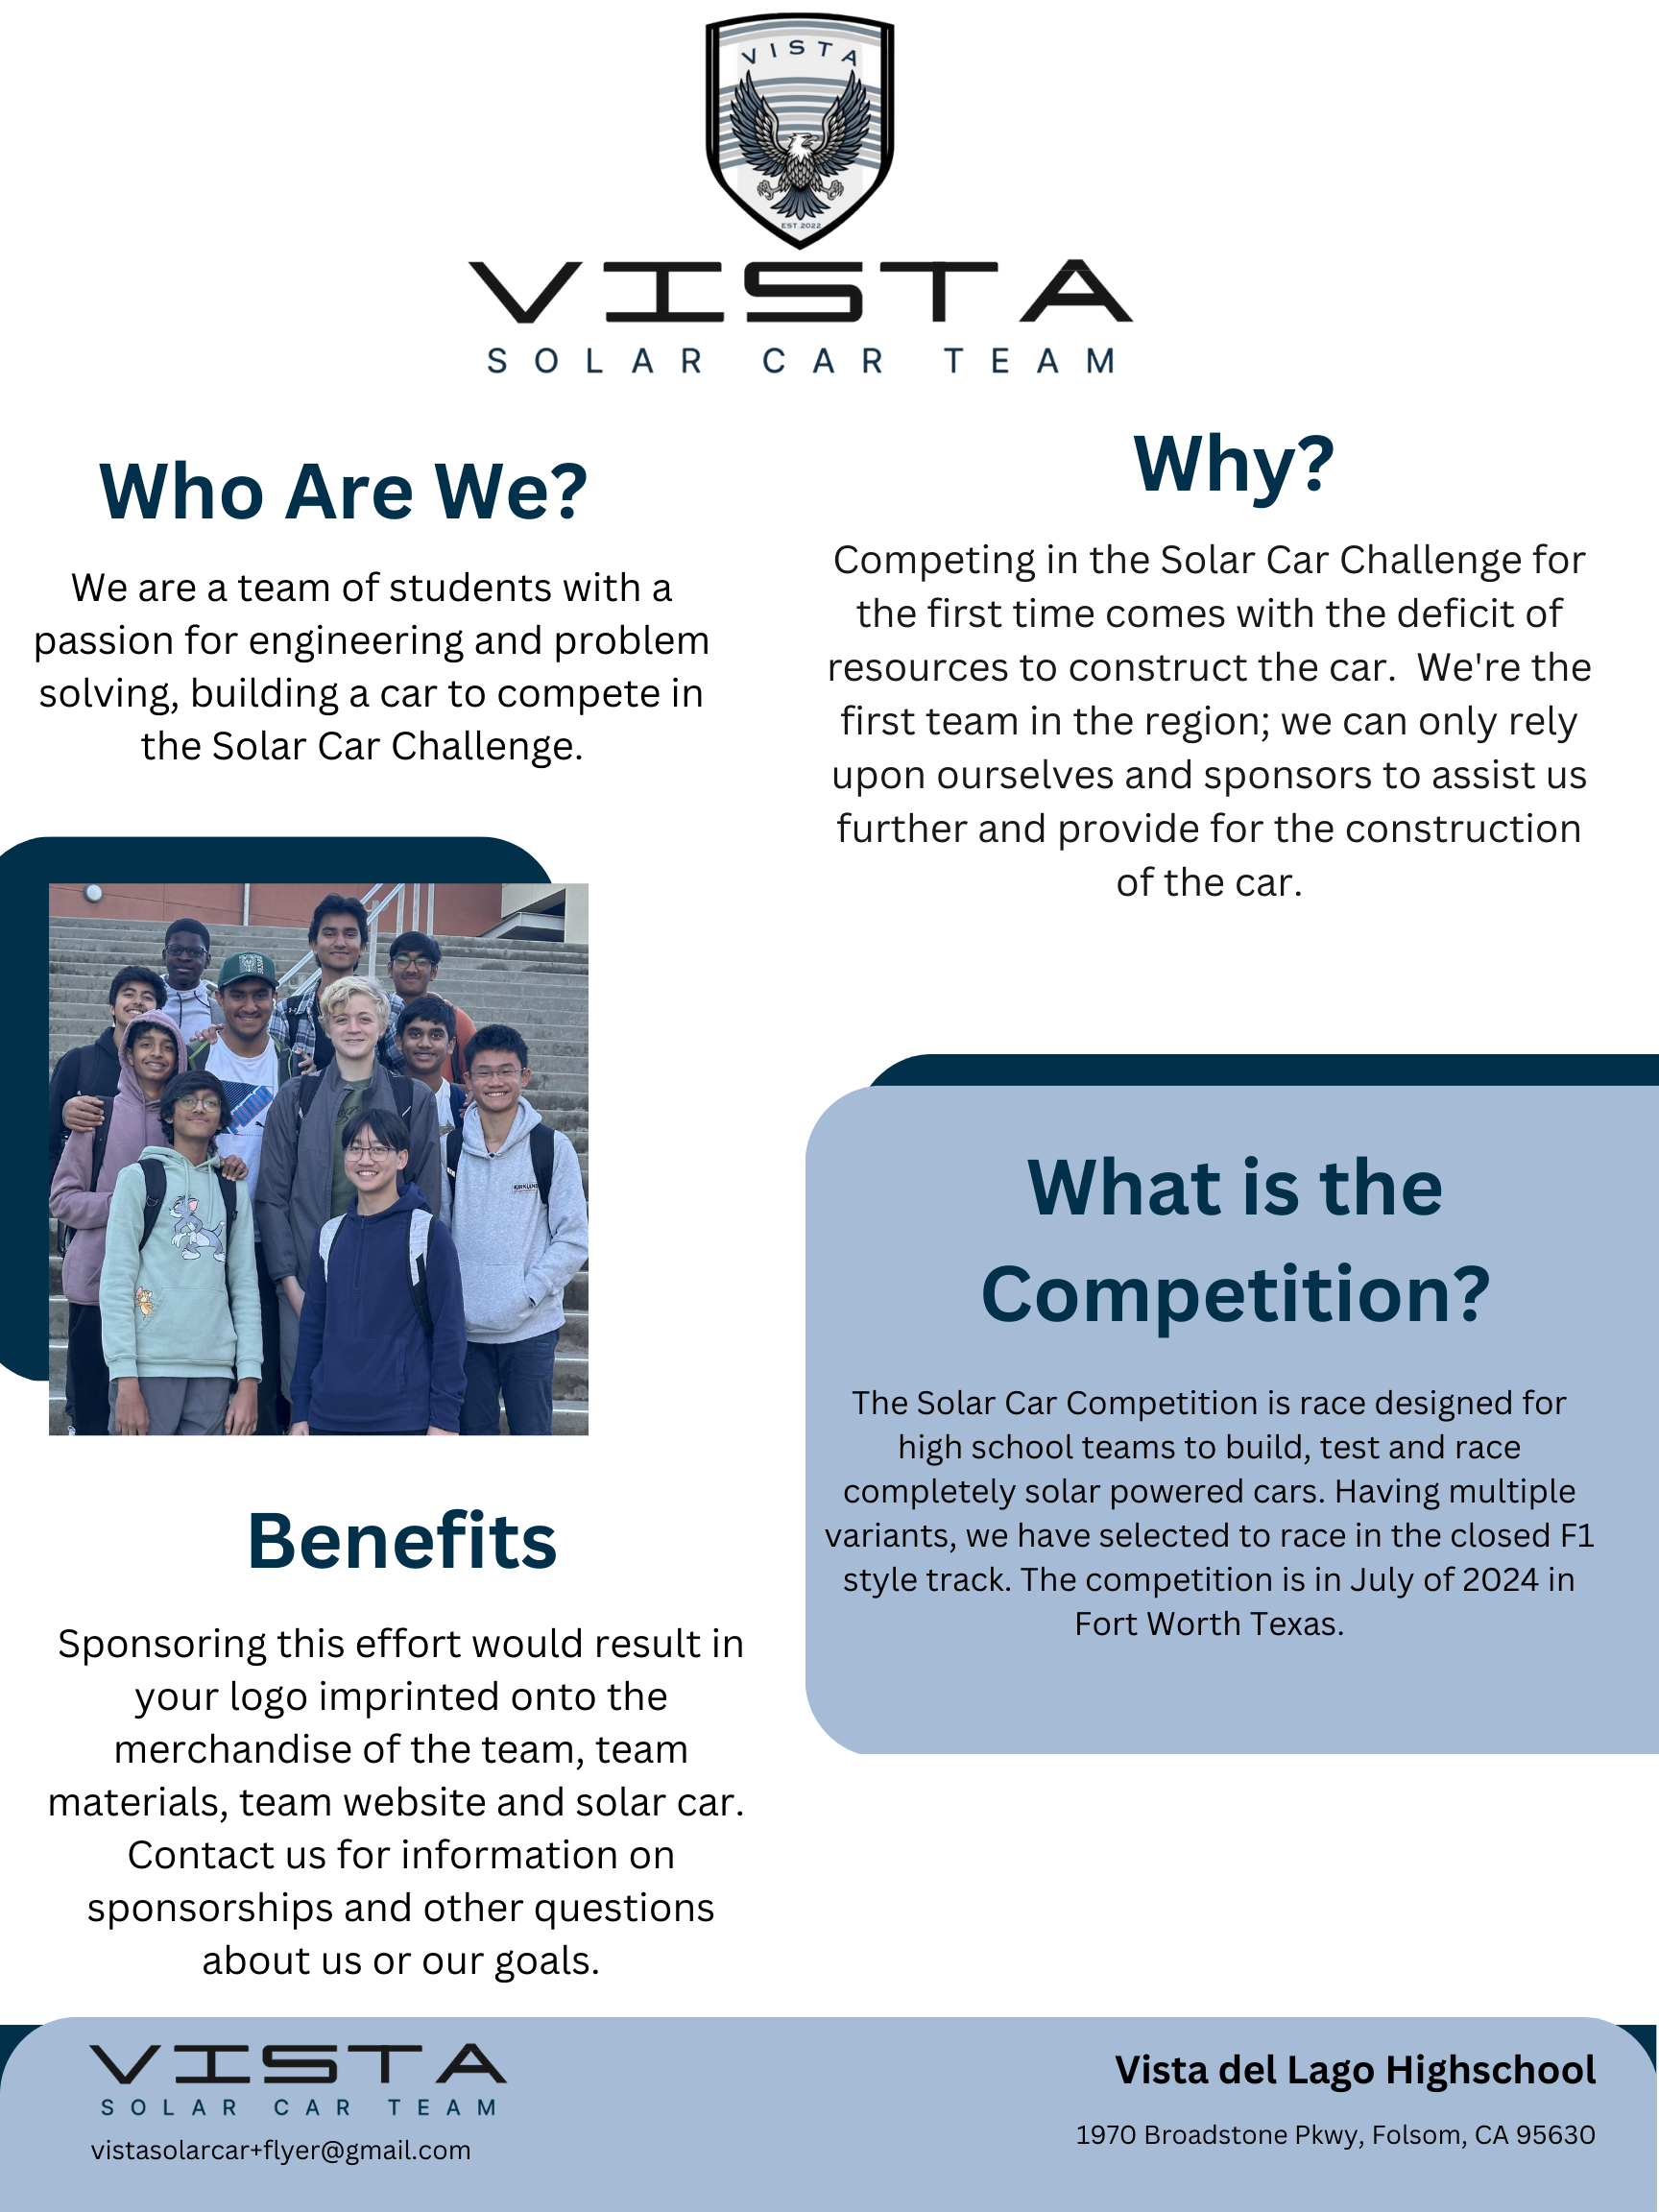 VISTA
EST.2022
VISTA
SOLAR CAR TEAM
Who Are We?
We are a team of students with a
passion for engineering and problem
solving, building a car to compete in
the Solar Car Challenge.
Why?
Competing in the Solar Car Challenge for
the first time comes with the deficit of
resources to construct the car.  We're the
first team in the region; we can only rely
upon ourselves and sponsors to assist us
further and provide for the construction
of the car.
PUMA
What is the
Competition?
The Solar Car Competition is race designed for
high school teams to build, test and race
completely solar powered cars. Having multiple
variants, we have selected to race in the closed F1
style track. The competition is in July of 2024 in
Fort Worth Texas.
Benefits
Sponsoring this effort would result in
your logo imprinted onto the
merchandise of the team, team
materials, team website and solar car.
Contact us for information on
sponsorships and other questions
about us or our goals.
VISTA
SOLAR CAR TEAM
vistasolarcar+flyer@gmail.com
Vista del Lago Highschool
1970 Broadstone Pkwy, Folsom, CA 95630